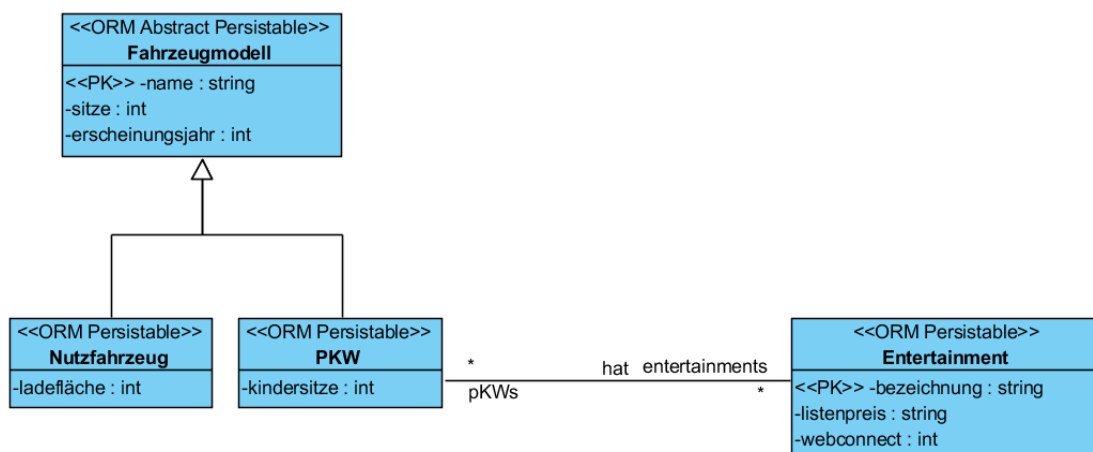 <<ORM Abstract Persistable>>
Fahrzeugmodell
<<PK>> -name : string
-sitze : int
-erscheinungsjahr : int
<<ORM Persistable>>
Nutzfahrzeug
-ladefläche : int
<<ORM Persistable>>
PKW
-kindersitze : int
*
pKWs
hat
entertainments
*
<<ORM Persistable>>
Entertainment
<<PK>> -bezeichnung : string
-listenpreis : string
-webconnect : int